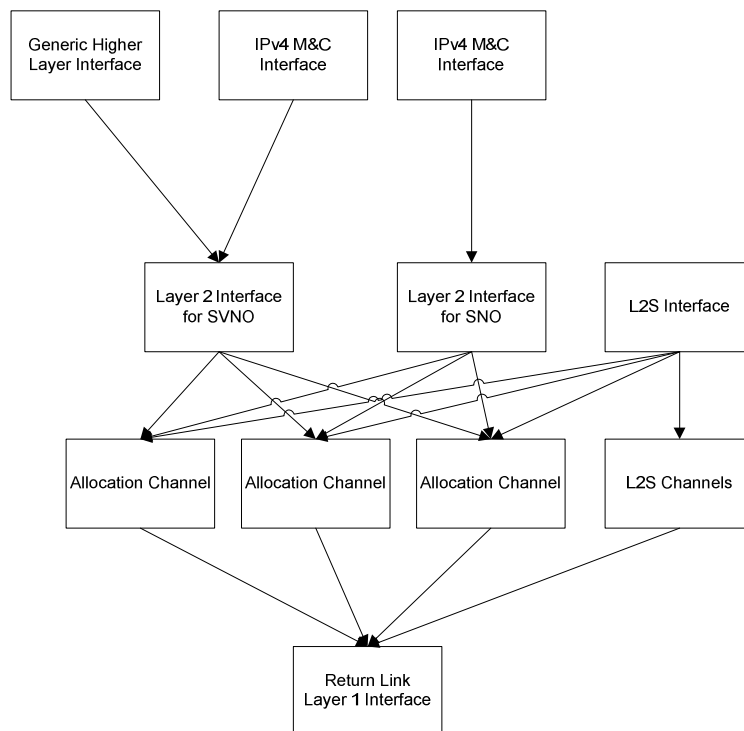 Generic Higher
Layer Interface
IPv4 M&C
Interface
IPv4 M&C
Interface
Layer 2 Interface
for SVNO
Layer 2 Interface
for SNO
L2S Interface
Allocation Channel
Allocation Channel
Allocation Channel
L2S Channels
Return Link
Layer 1 Interface